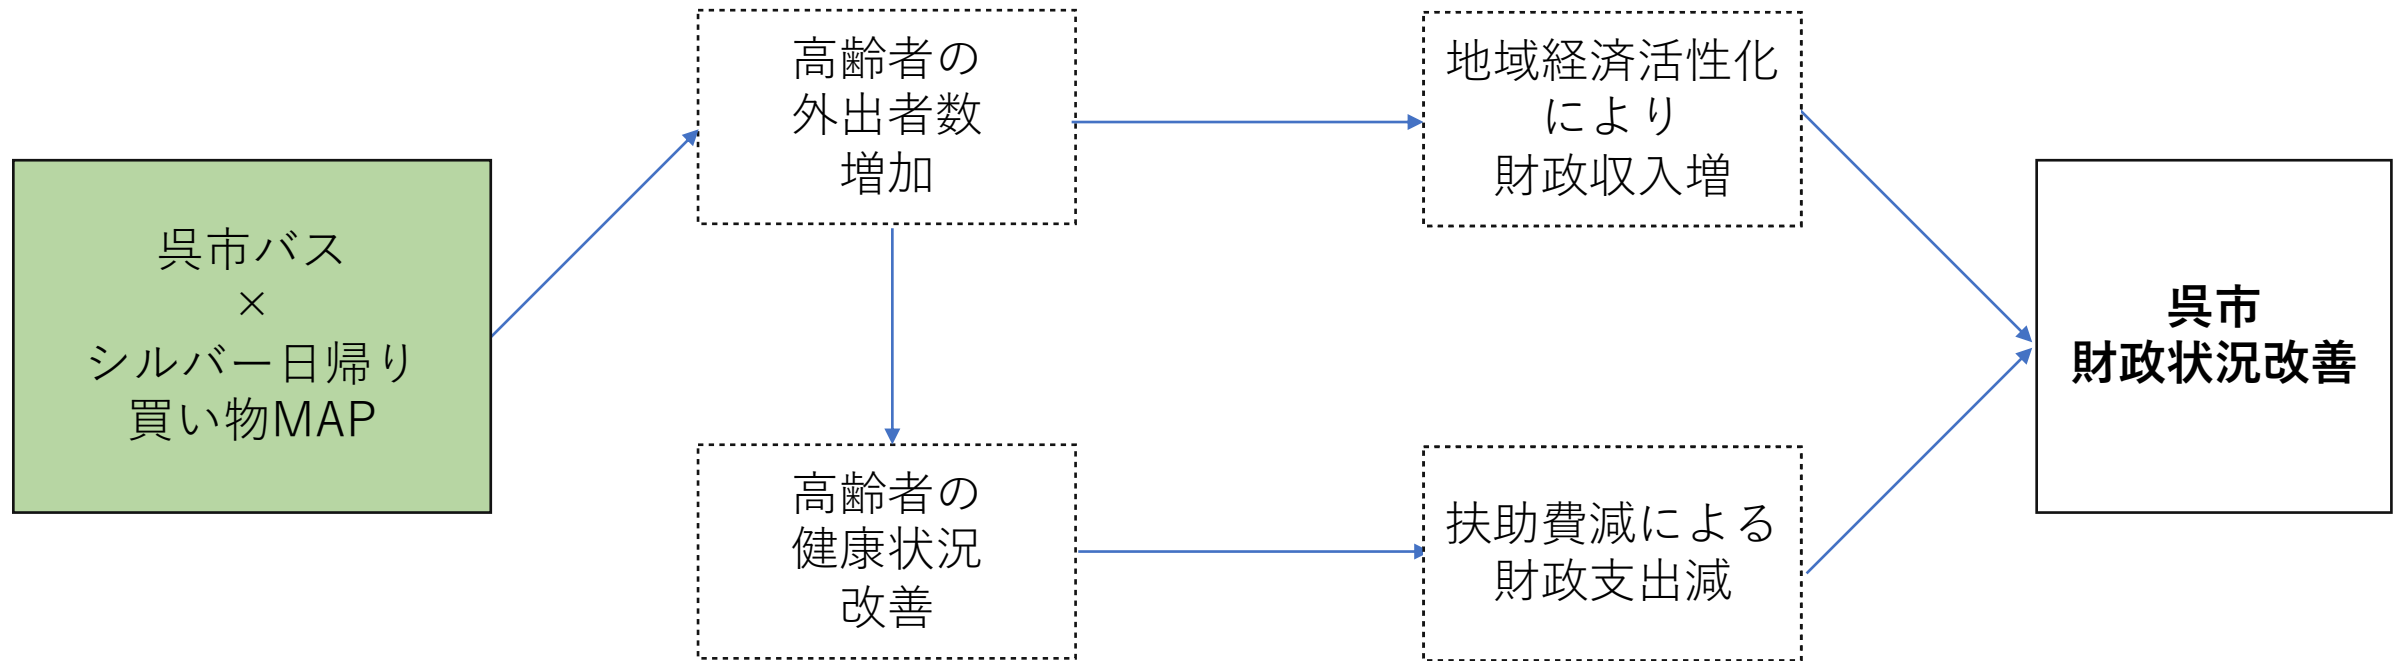 呉市バス
×
シルバー日帰り
買い物MAP
高齢者の
外出者数
増加
高齢者の
健康状況
改善
地域経済活性化
により
財政収入増
扶助費減による
財政支出減
呉市
財政状況改善